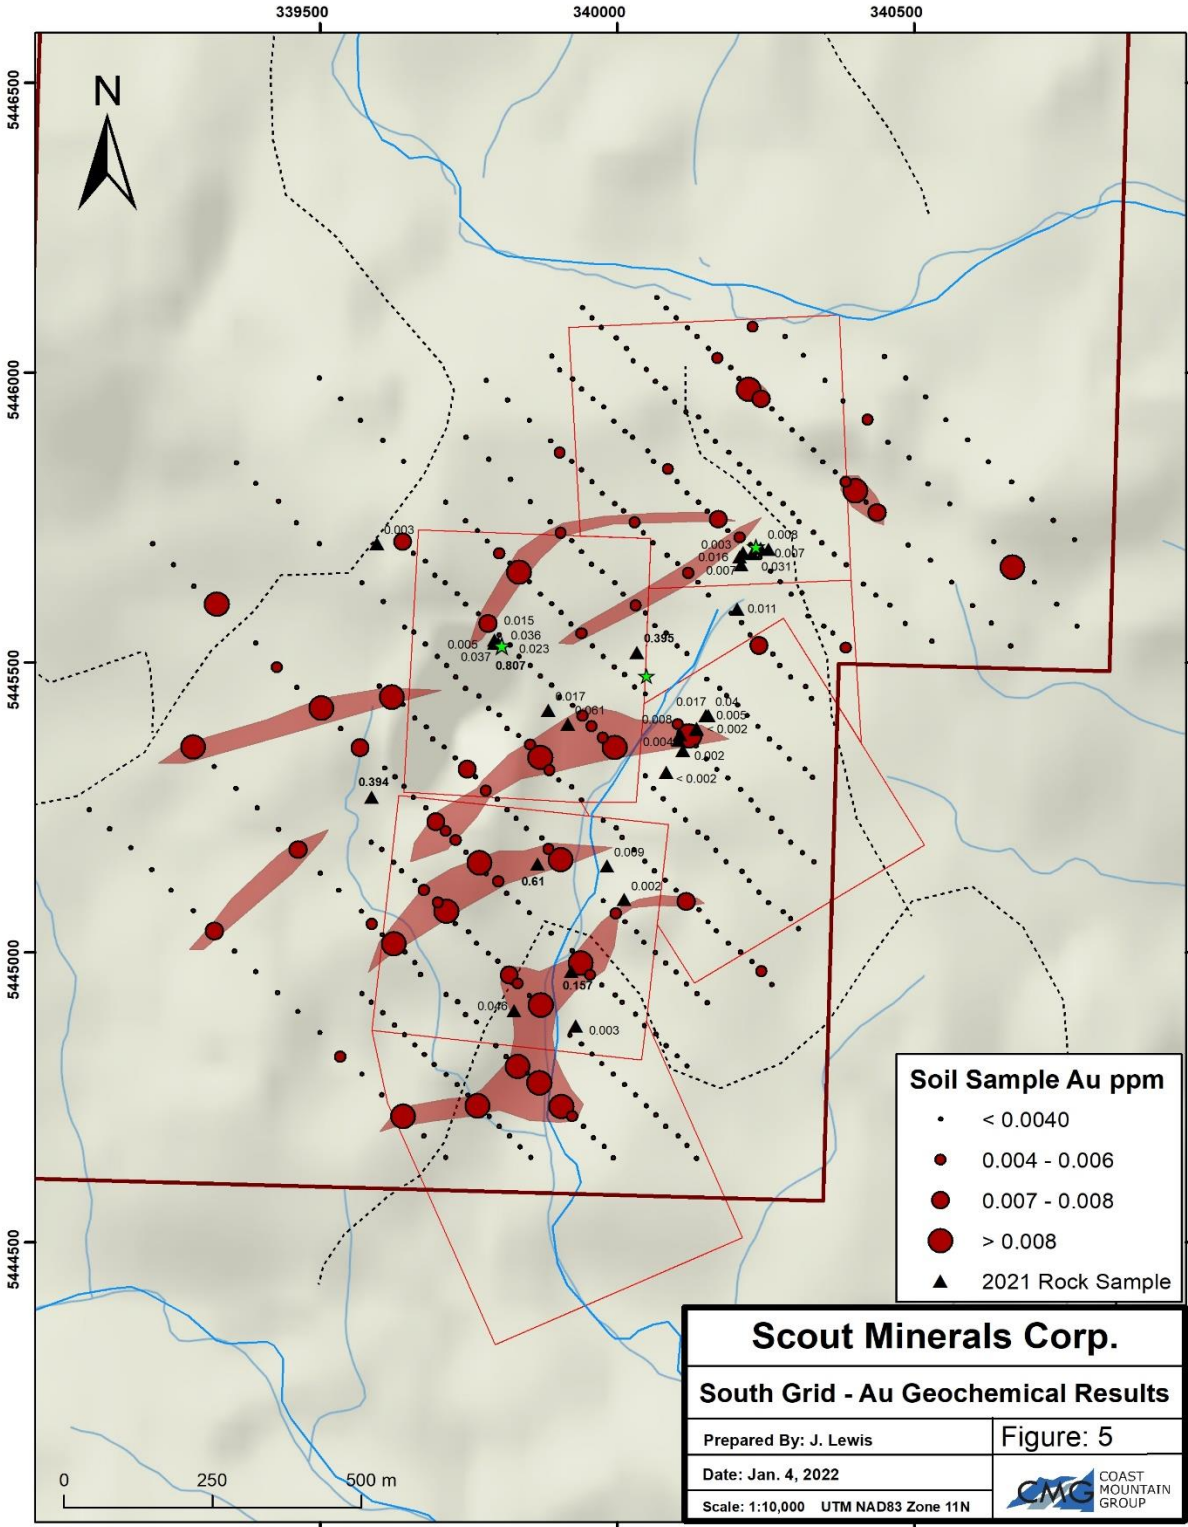 339500 340000 340500
5446500
N
5446000
0.003
0.003
0.008
0.016
0.007
0.007
0.031
0.011
0.015
0.036
0.005
0.023
0.037
0.807
0.395
5445500
0.017
0.061
0.017
0.04
0.008
0.005
< 0.002
0.004
0.002
< 0.002
0.394
0.009
0.61
0.002
5445000
0.157
0.046
0.003
5444500
Soil Sample Au ppm
< 0.0040
0.004 - 0.006
0.007 - 0.008
> 0.008
2021 Rock Sample
Scout Minerals Corp.
South Grid - Au Geochemical Results
Prepared By: J. Lewis
Figure: 5
Date: Jan. 4, 2022
Scale: 1:10,000 UTM NAD83 Zone 11N
CMG
COAST
MOUNTAIN
GROUP
0 250 500 m